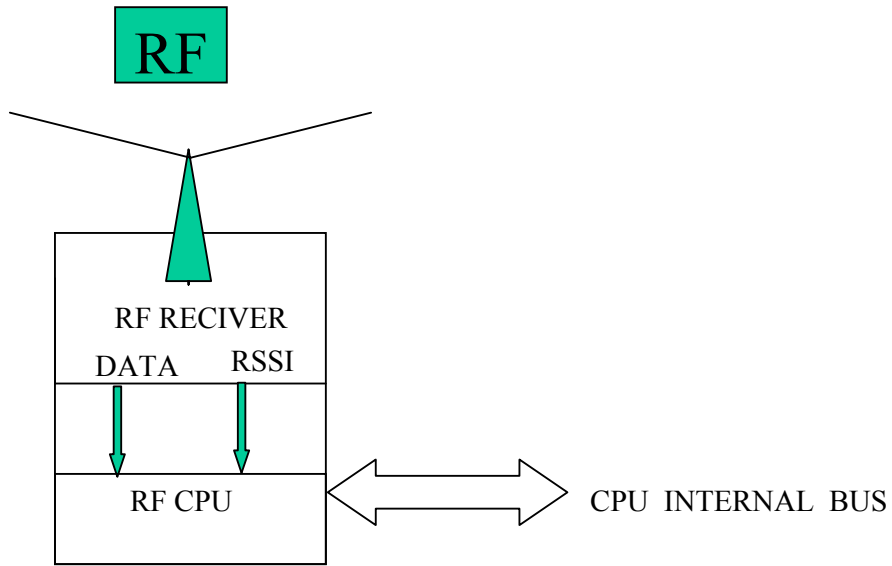 RF
RF RECIVER
DATA RSSI
RF CPU
CPU INTERNAL BUS